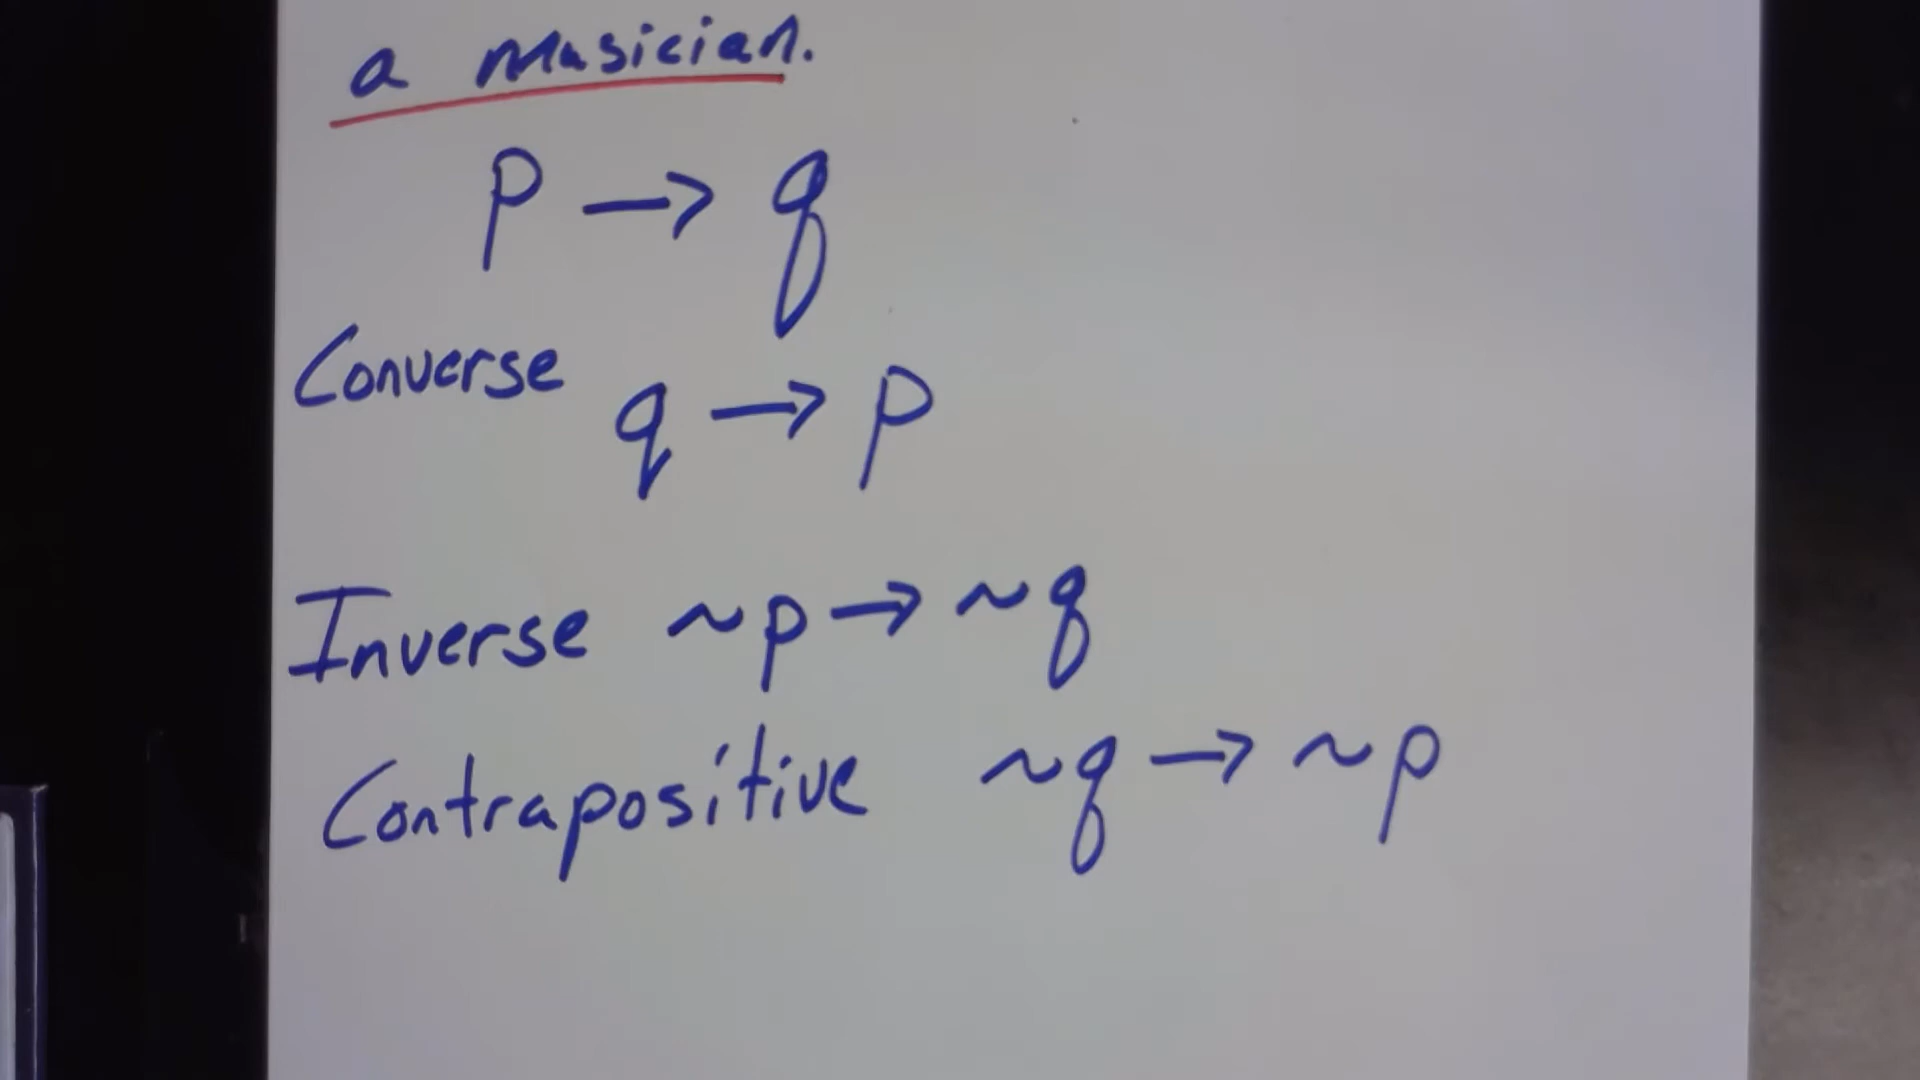 a musician.
p → q
Converse
q → p
Inverse ~p → ~q
Contrapositive ~q → ~p